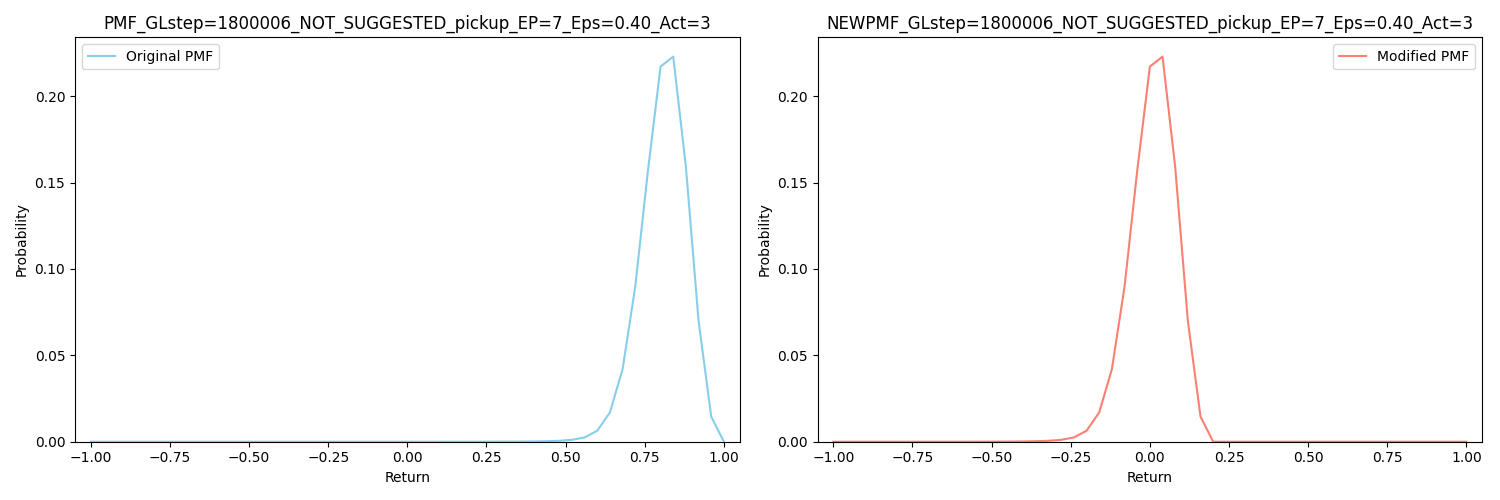 PMF_GLstep=1800006_NOT_SUGGESTED_pickup_EP=7_Eps=0.40_Act=3
Original PMF
0.20
0.15
0.10
0.05
0.00
Probability
−1.00 −0.75 −0.50 −0.25 0.00 0.25 0.50 0.75 1.00
Return
NEWPMF_GLstep=1800006_NOT_SUGGESTED_pickup_EP=7_Eps=0.40_Act=3
Modified PMF
0.20
0.15
0.10
0.05
0.00
Probability
−1.00 −0.75 −0.50 −0.25 0.00 0.25 0.50 0.75 1.00
Return